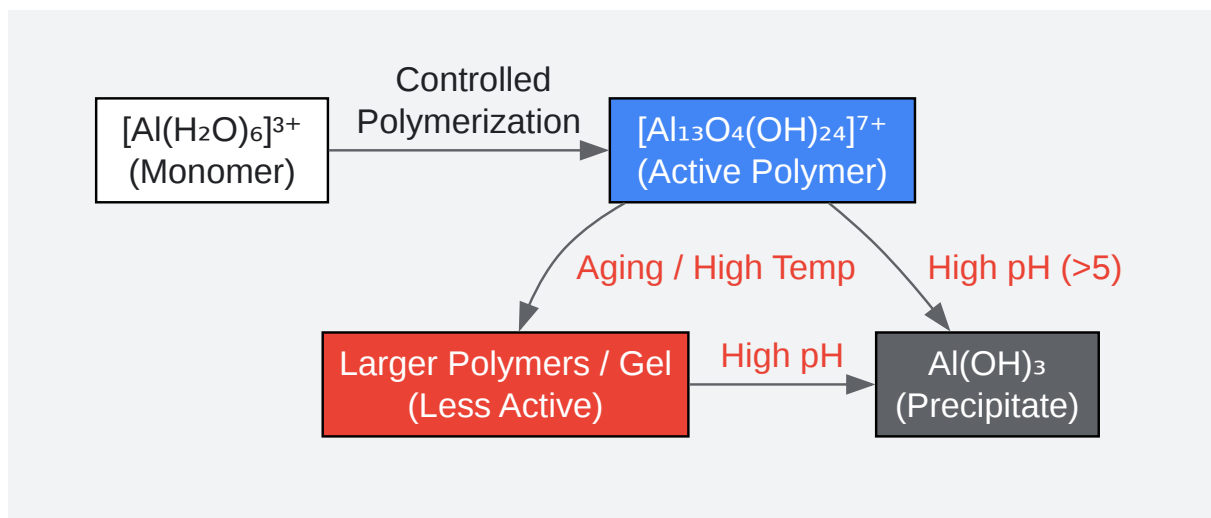 Controlled
Polymerization
[Al(H₂O)₆]³⁺
(Monomer)
[Al₁₃O₄(OH)₂₄]⁷⁺
(Active Polymer)
Aging / High Temp
High pH (>5)
Larger Polymers / Gel
(Less Active)
High pH
Al(OH)₃
(Precipitate)